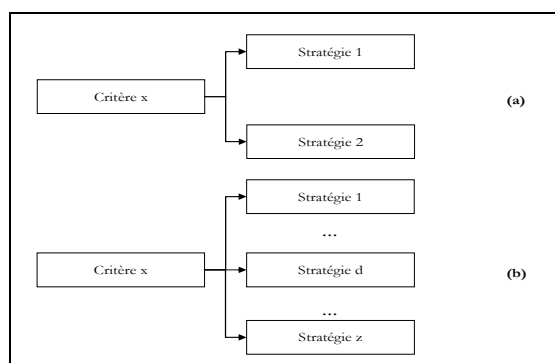 Stratégie 1
Critère x
(a)
Stratégie 2
Stratégie 1
...
Critère x
Stratégie d
(b)
...
Stratégie z